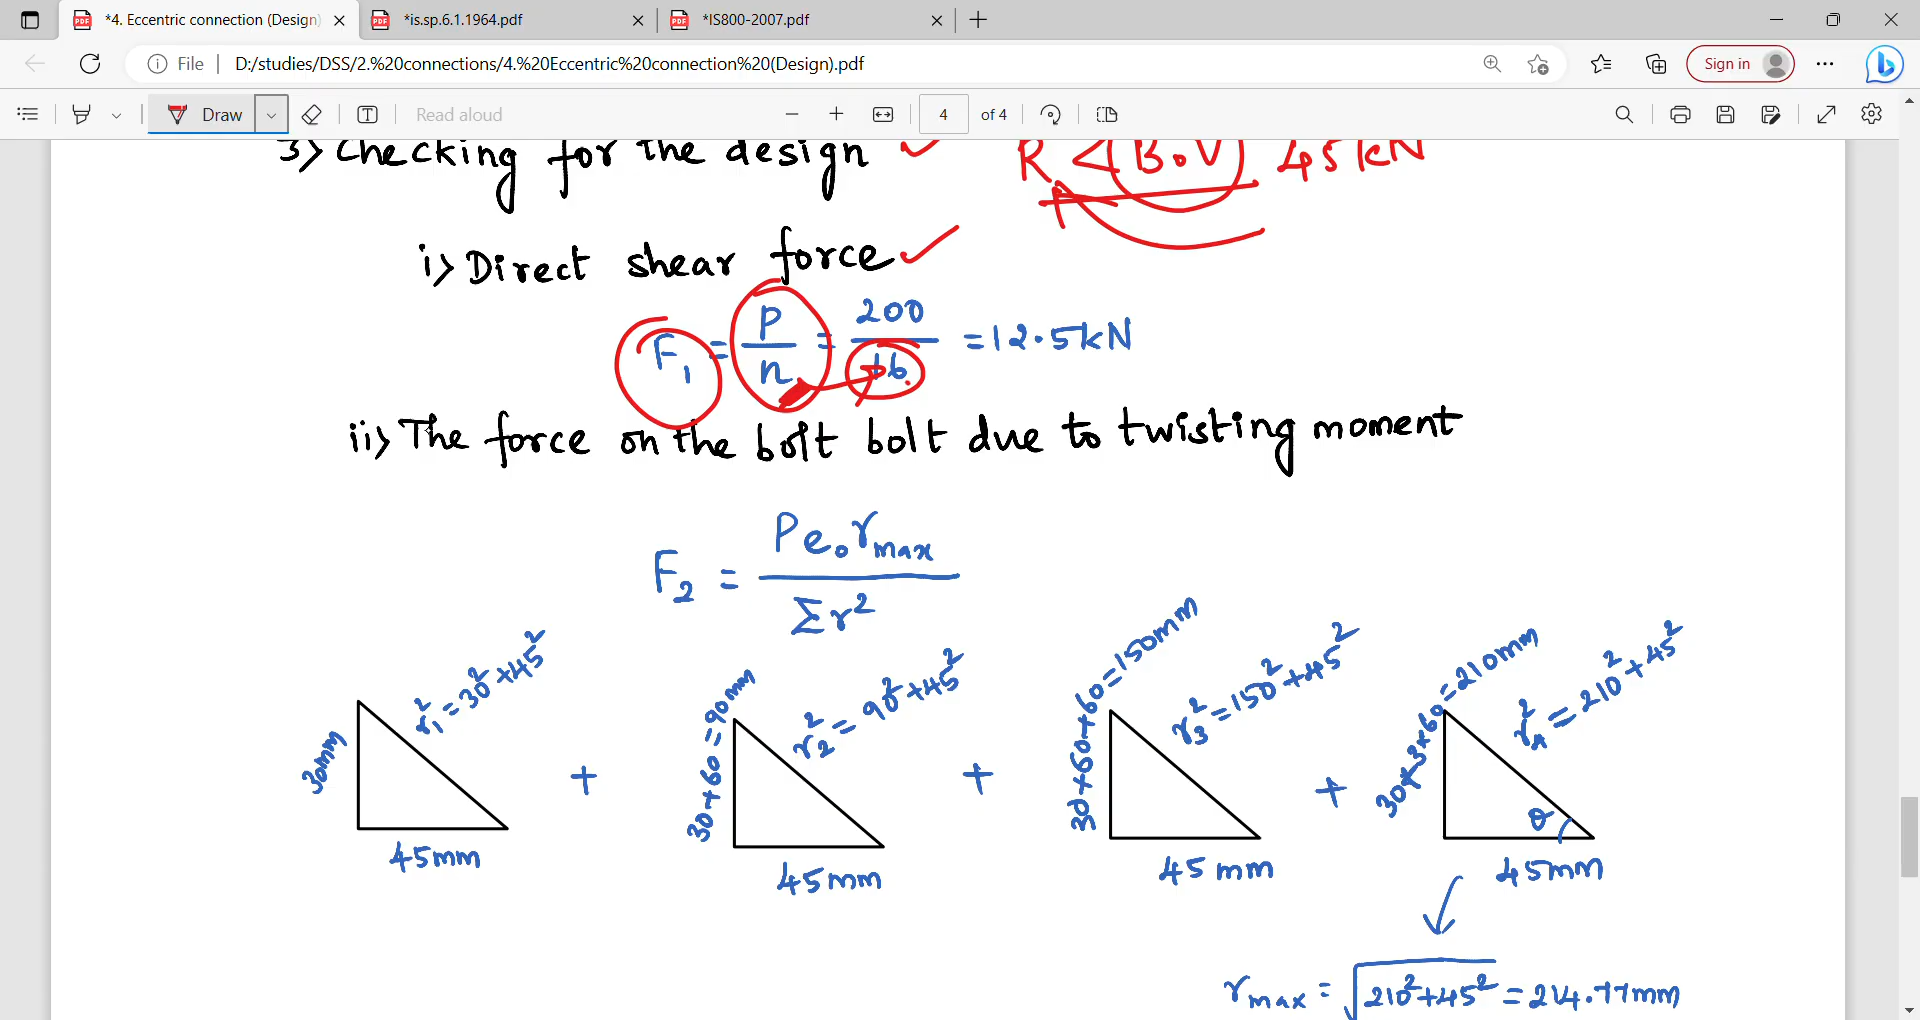 *4. Eccentric connection (Design)
*is.sp.6.1.1964.pdf
*IS800-2007.pdf
File
D:/studies/DSS/2.%20connections/4.%20Eccentric%20connection%20(Design).pdf
Sign in
Draw
Read aloud
4 of 4
3) Checking for the design
R < B.V 45kN
i) Direct shear force
F1 = P/n = 200/16 = 12.5kN
ii) The force on the bolt bolt due to twisting moment
F2 = Pe₀rmax/Σr²
30mm
r1² = 30²+45²
45mm
+
30+60=90mm
r2² = 90²+45²
45mm
+
30+60+60=150mm
r3² = 150²+45²
45mm
+
30+3×60=210mm
r4² = 210²+45²
θ
45mm
rmax = √210²+45² = 214.77mm